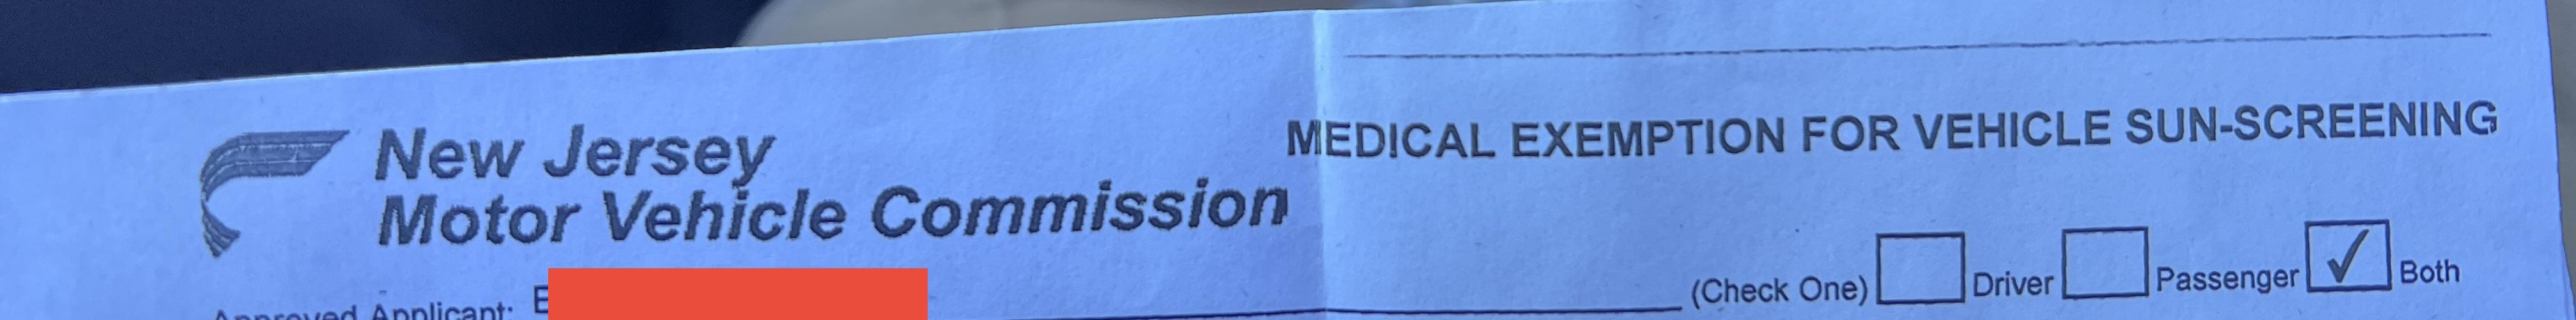 New Jersey
Motor Vehicle Commission
MEDICAL EXEMPTION FOR VEHICLE SUN-SCREENING
Approved Applicant: E
(Check One) Driver Passenger ✓ Both